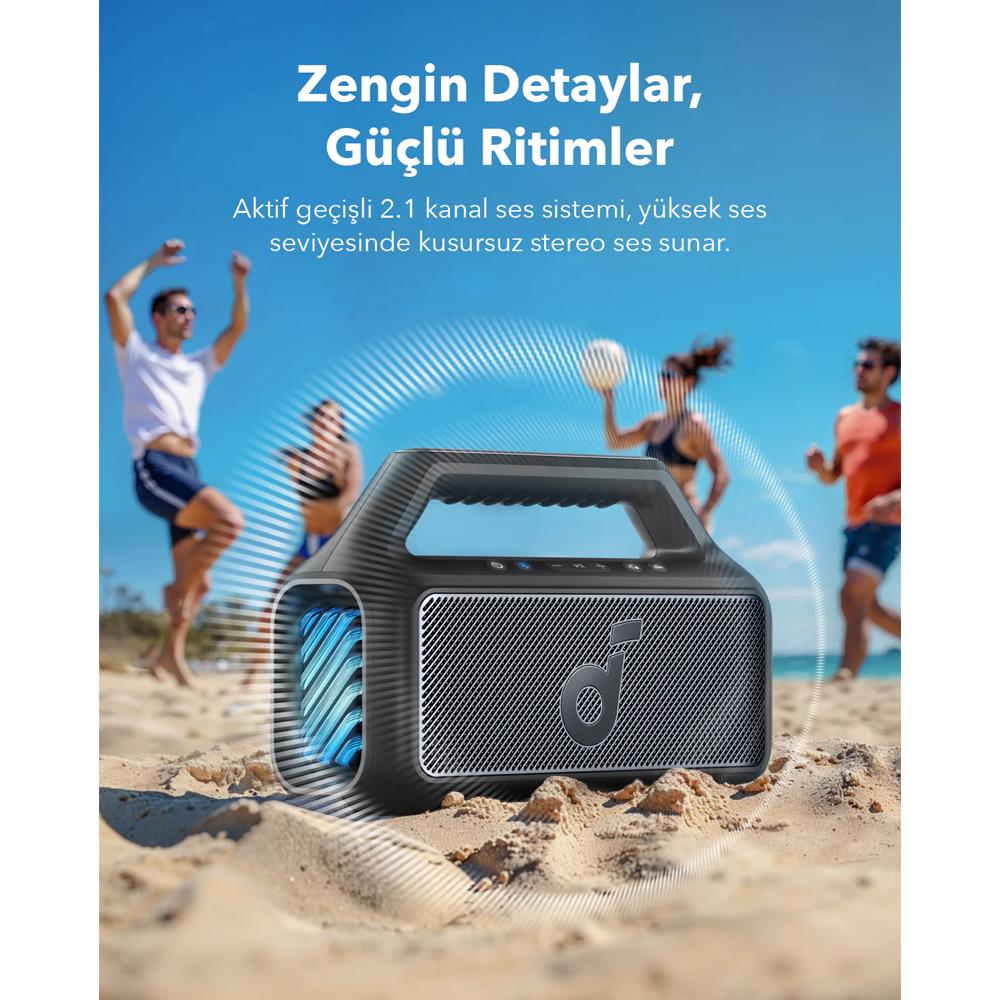 Zengin Detaylar,
Güçlü Ritimler
Aktif geçişli 2.1 kanal ses sistemi, yüksek ses
seviyesinde kusursuz stereo ses sunar.